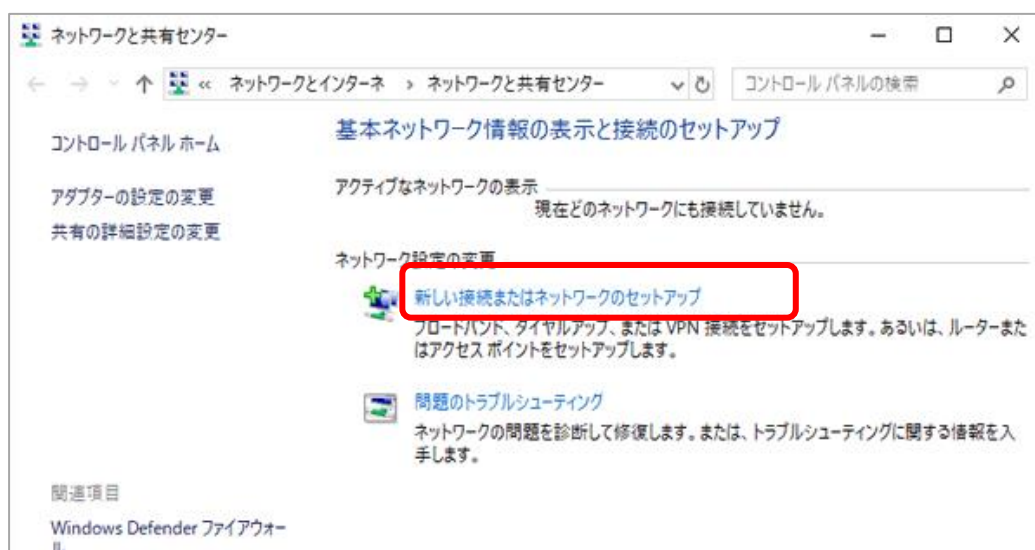 ネットワークと共有センター
« ネットワークとインターネ › ネットワークと共有センター
コントロール パネルの検索
コントロール パネル ホーム
アダプターの設定の変更
共有の詳細設定の変更
基本ネットワーク情報の表示と接続のセットアップ
アクティブなネットワークの表示
現在どのネットワークにも接続していません。
ネットワーク設定の変更
新しい接続またはネットワークのセットアップ
ブロードバンド、ダイヤルアップ、または VPN 接続をセットアップします。あるいは、ルーターまた
はアクセス ポイントをセットアップします。
問題のトラブルシューティング
ネットワークの問題を診断して修復します。または、トラブルシューティングに関する情報を入
手します。
関連項目
Windows Defender ファイアウォー
ル